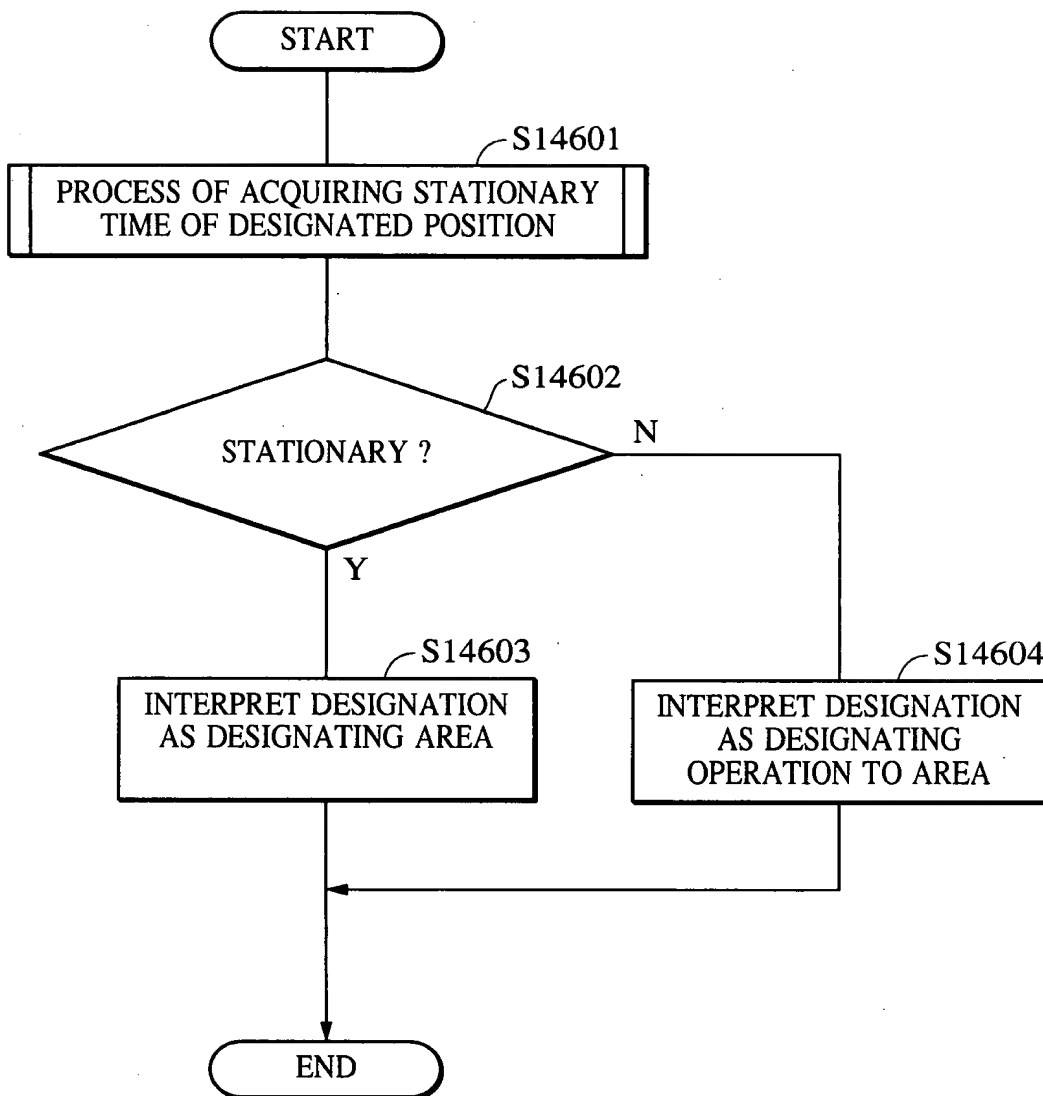 START
S14601
PROCESS OF ACQUIRING STATIONARY
TIME OF DESIGNATED POSITION
S14602
STATIONARY ?
N
Y
S14603
INTERPRET DESIGNATION
AS DESIGNATING AREA
S14604
INTERPRET DESIGNATION
AS DESIGNATING
OPERATION TO AREA
END